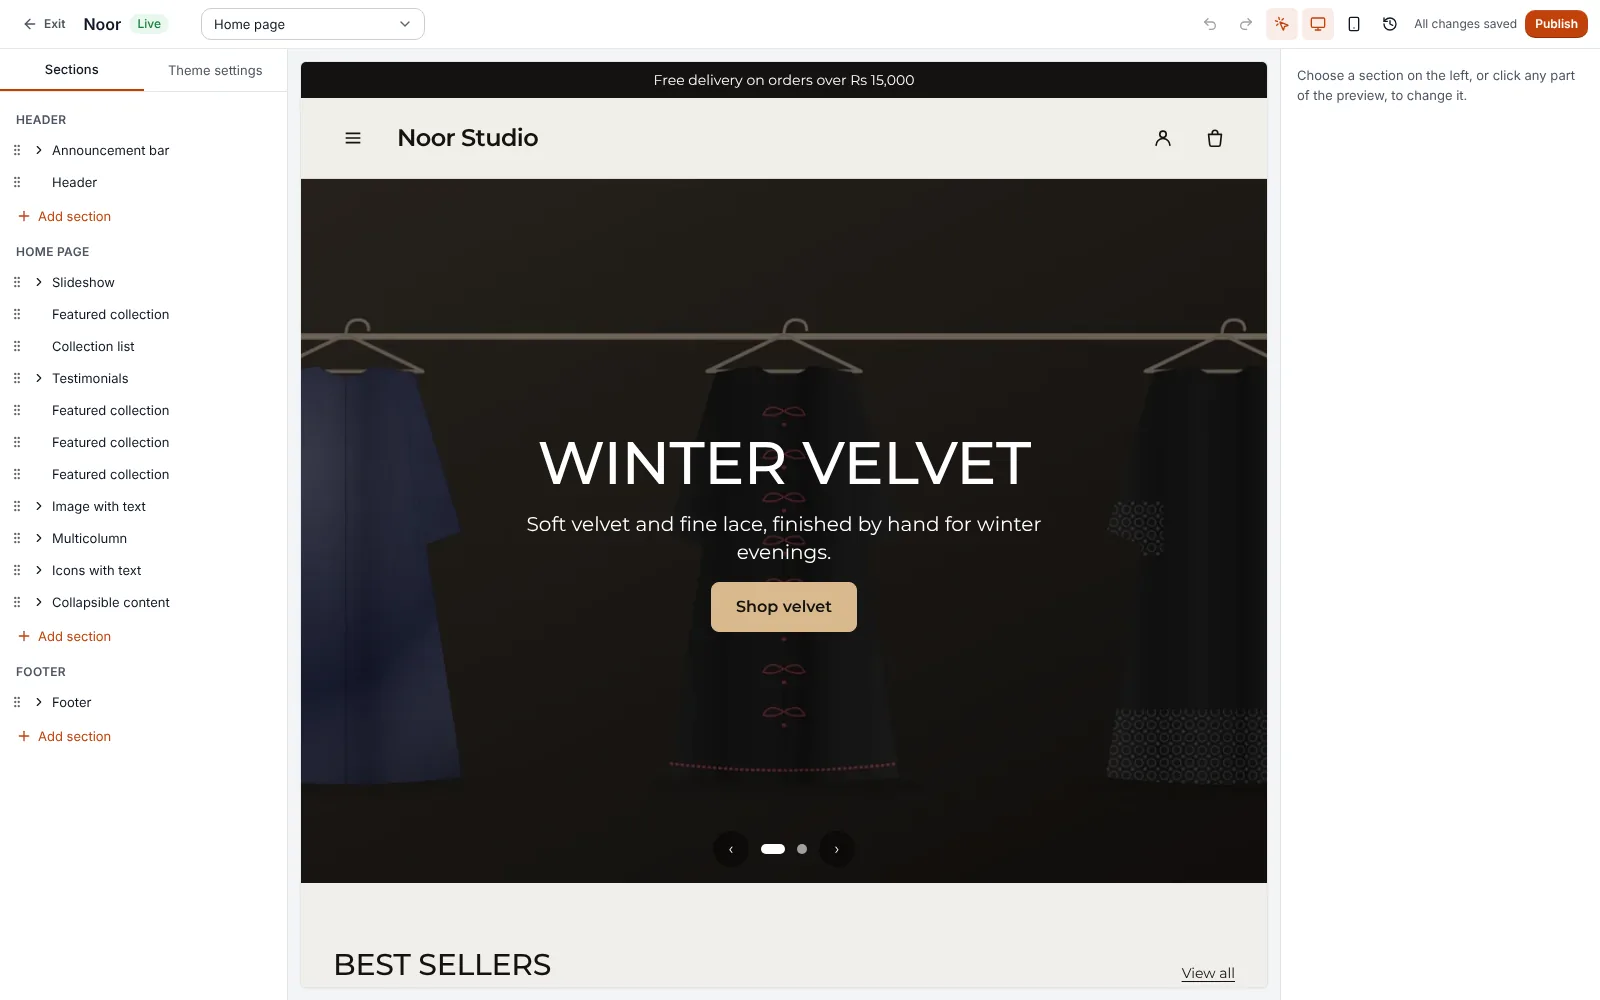 Exit
Noor
Live
Home page
All changes saved
Publish
Sections
Theme settings
HEADER
Announcement bar
Header
Add section
HOME PAGE
Slideshow
Featured collection
Collection list
Testimonials
Featured collection
Featured collection
Featured collection
Image with text
Multicolumn
Icons with text
Collapsible content
Add section
FOOTER
Footer
Add section
Free delivery on orders over Rs 15,000
Noor Studio
WINTER VELVET
Soft velvet and fine lace, finished by hand for winter
evenings.
Shop velvet
BEST SELLERS
View all
Choose a section on the left, or click any part
of the preview, to change it.